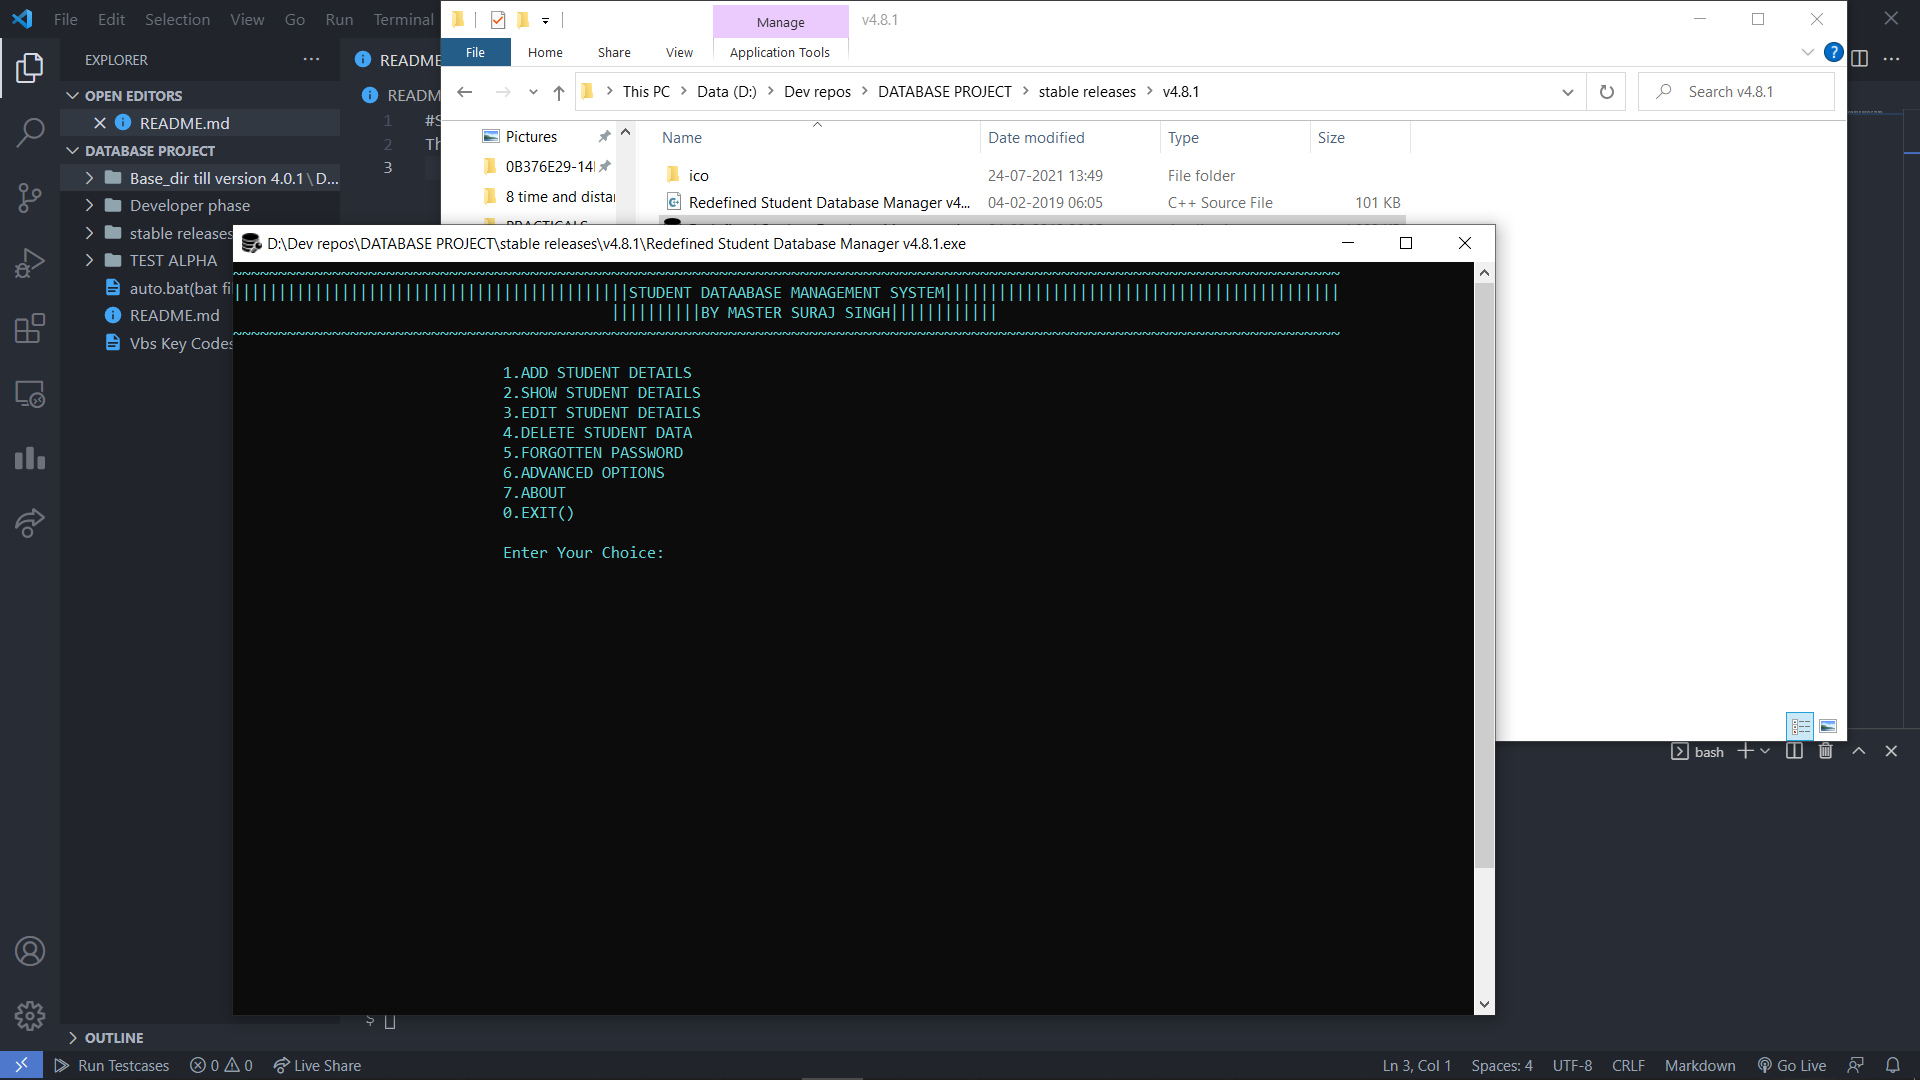 File Edit Selection View Go Run Terminal
EXPLORER
OPEN EDITORS
README.md
DATABASE PROJECT
Base_dir till version 4.0.1\D...
Developer phase
stable releases
TEST ALPHA
auto.bat(bat fi
README.md
Vbs Key Codes
OUTLINE
README
README
1 #S
2 Th
3
Manage
v4.8.1
File Home Share View Application Tools
This PC > Data (D:) > Dev repos > DATABASE PROJECT > stable releases > v4.8.1
Search v4.8.1
Pictures
0B376E29-14
8 time and distan
Name Date modified Type Size
ico 24-07-2021 13:49 File folder
Redefined Student Database Manager v4... 04-02-2019 06:05 C++ Source File 101 KB
D:\Dev repos\DATABASE PROJECT\stable releases\v4.8.1\Redefined Student Database Manager v4.8.1.exe
STUDENT DATAABASE MANAGEMENT SYSTEM
BY MASTER SURAJ SINGH
1.ADD STUDENT DETAILS
2.SHOW STUDENT DETAILS
3.EDIT STUDENT DETAILS
4.DELETE STUDENT DATA
5.FORGOTTEN PASSWORD
6.ADVANCED OPTIONS
7.ABOUT
0.EXIT()
Enter Your Choice:
bash
$
Run Testcases 0 0 Live Share
Ln 3, Col 1 Spaces: 4 UTF-8 CRLF Markdown Go Live